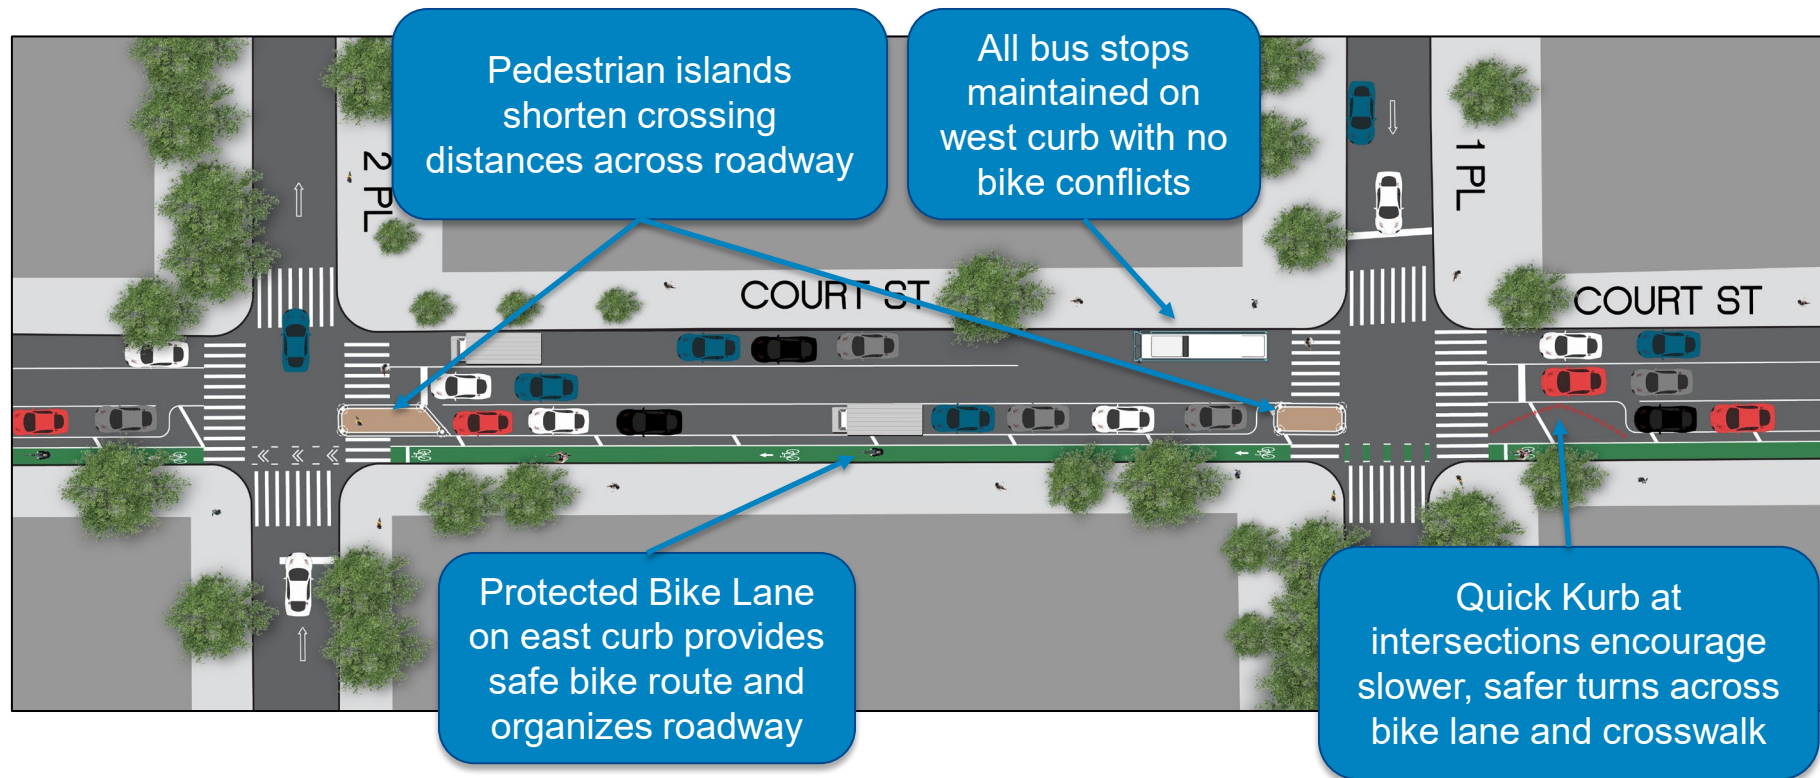 Pedestrian islands
shorten crossing
distances across roadway
All bus stops
maintained on
west curb with no
bike conflicts
2 PL
1 PL
COURT ST
COURT ST
Protected Bike Lane
on east curb provides
safe bike route and
organizes roadway
Quick Kurb at
intersections encourage
slower, safer turns across
bike lane and crosswalk